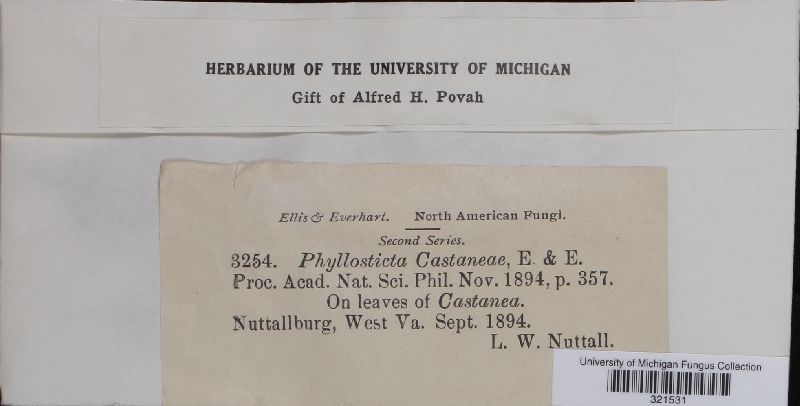 HERBARIUM OF THE UNIVERSITY OF MICHIGAN
Gift of Alfred H. Povah
Ellis & Everhart. North American Fungi.
Second Series.
3254. Phyllosticta Castaneae, E. & E.
Proc. Acad. Nat. Sci. Phil. Nov. 1894, p. 357.
On leaves of Castanea.
Nuttallburg, West Va. Sept. 1894.
L. W. Nuttall.
University of Michigan Fungus Collection
321531